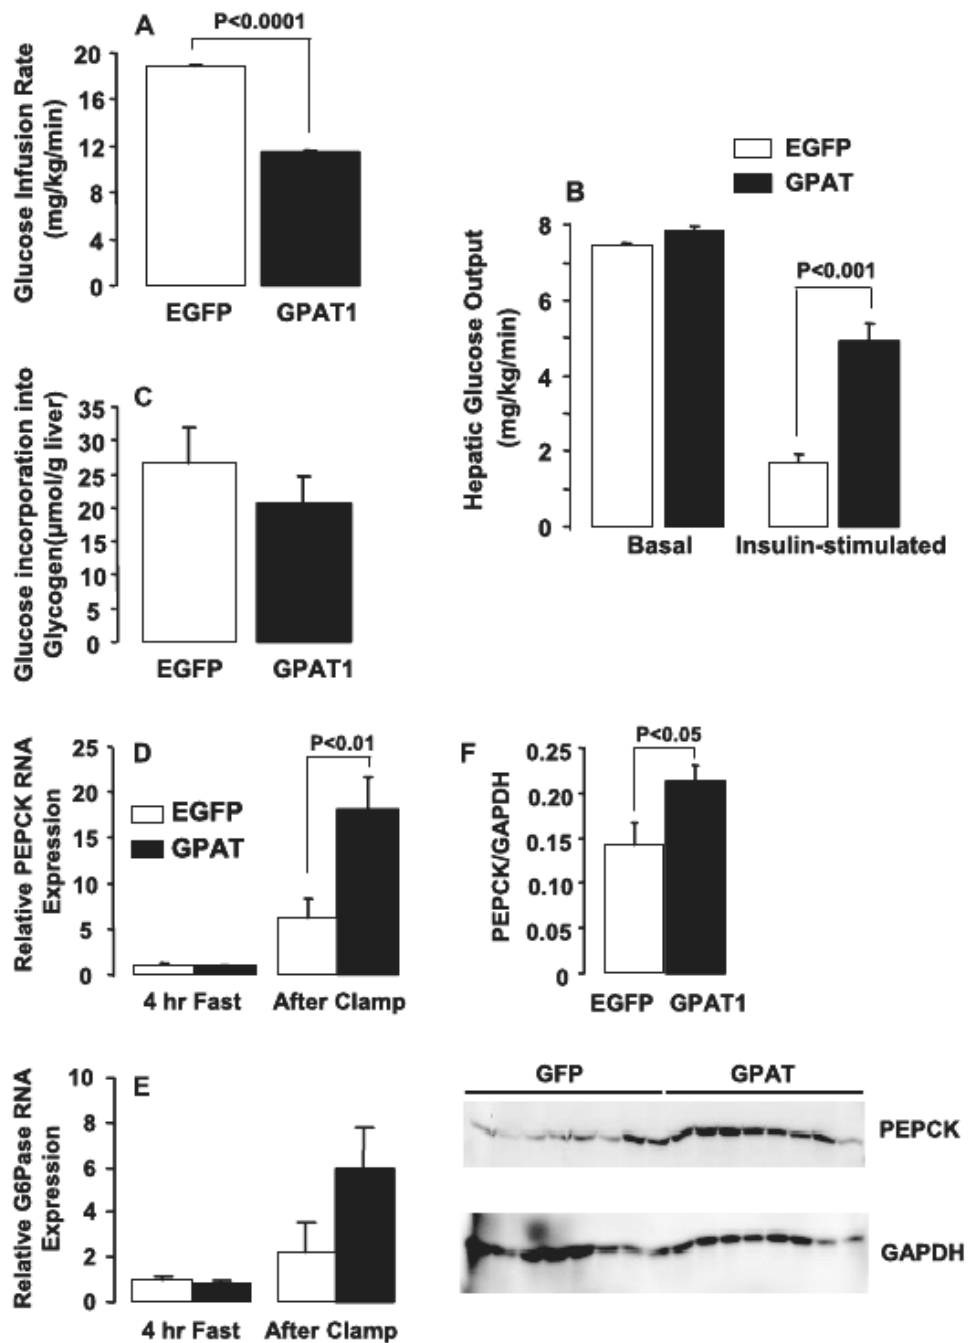 A
P<0.0001
Glucose Infusion Rate
(mg/kg/min)
20
16
12
8
4
0
EGFP GPAT1
EGFP
GPAT
B
Hepatic Glucose Output
(mg/kg/min)
8
6
4
2
0
P<0.001
Basal Insulin-stimulated
C
Glucose incorporation into
Glycogen(µmol/g liver)
35
30
25
20
15
10
5
0
EGFP GPAT1
D
Relative PEPCK RNA
Expression
25
20
15
10
5
0
P<0.01
EGFP
GPAT
4 hr Fast After Clamp
F
P<0.05
PEPCK/GAPDH
0.25
0.20
0.15
0.10
0.05
0
EGFP GPAT1
E
Relative G6Pase RNA
Expression
10
8
6
4
2
0
4 hr Fast After Clamp
GFP GPAT
PEPCK
GAPDH